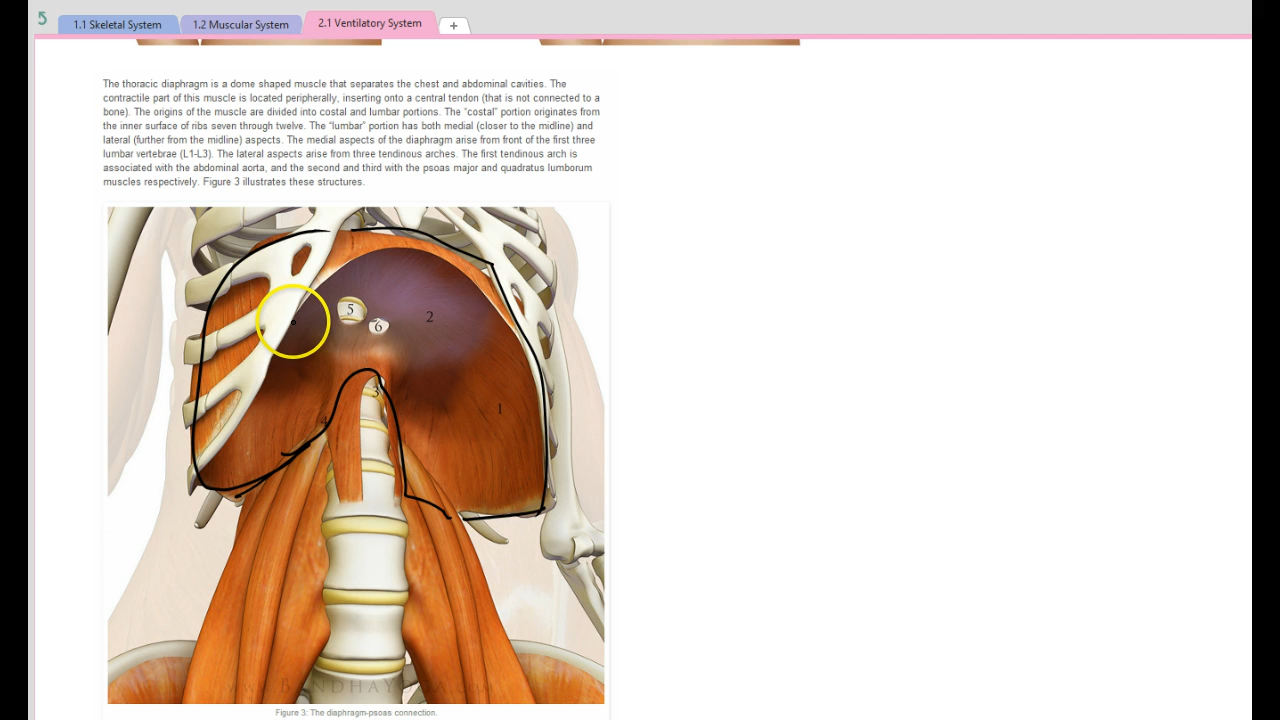 1.1 Skeletal System
1.2 Muscular System
2.1 Ventilatory System
+
The thoracic diaphragm is a dome shaped muscle that separates the chest and abdominal cavities. The
contractile part of this muscle is located peripherally, inserting onto a central tendon (that is not connected to a
bone). The origins of the muscle are divided into costal and lumbar portions. The “costal” portion originates from
the inner surface of ribs seven through twelve. The “lumbar” portion has both medial (closer to the midline) and
lateral (further from the midline) aspects. The medial aspects of the diaphragm arise from front of the first three
lumbar vertebrae (L1-L3). The lateral aspects arise from three tendinous arches. The first tendinous arch is
associated with the abdominal aorta, and the second and third with the psoas major and quadratus lumborum
muscles respectively. Figure 3 illustrates these structures.
5
2
6
3
1
4
Figure 3: The diaphragm-psoas connection.